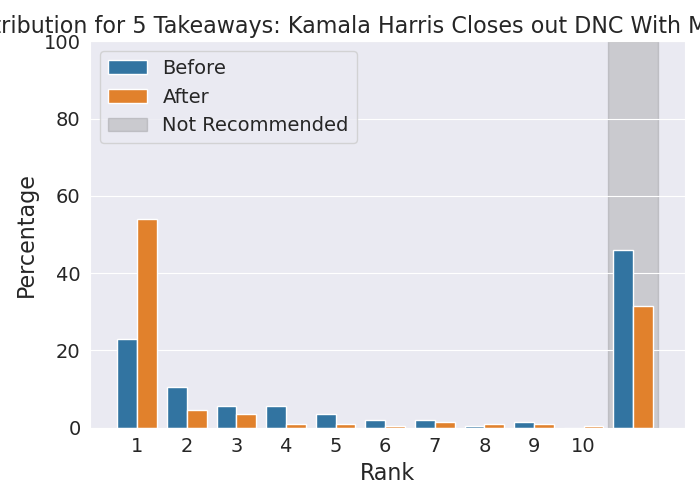 for 5 Takeaways: Kamala Harris Closes out DNC With
100
80
60
40
20
0
Percentage
Before
After
Not Recommended
1 2 3 4 5 6 7 8 9 10
Rank